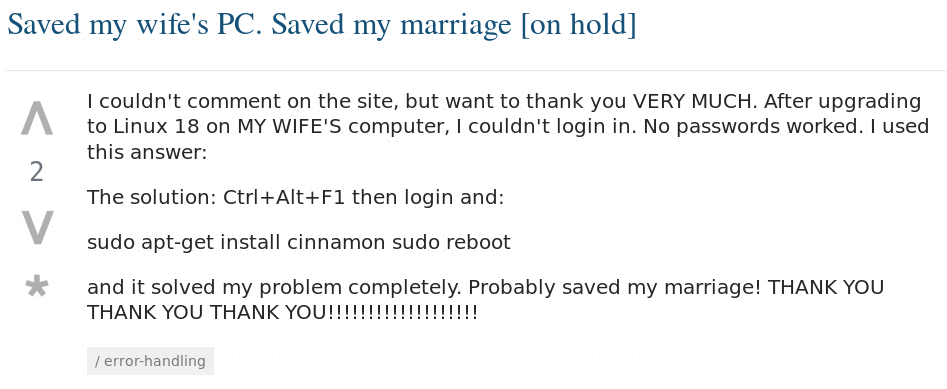 Saved my wife's PC. Saved my marriage [on hold]
I couldn't comment on the site, but want to thank you VERY MUCH. After upgrading
to Linux 18 on MY WIFE'S computer, I couldn't login in. No passwords worked. I used
this answer:
2
The solution: Ctrl+Alt+F1 then login and:
sudo apt-get install cinnamon sudo reboot
and it solved my problem completely. Probably saved my marriage! THANK YOU
THANK YOU THANK YOU!!!!!!!!!!!!!!!!!!!
/ error-handling